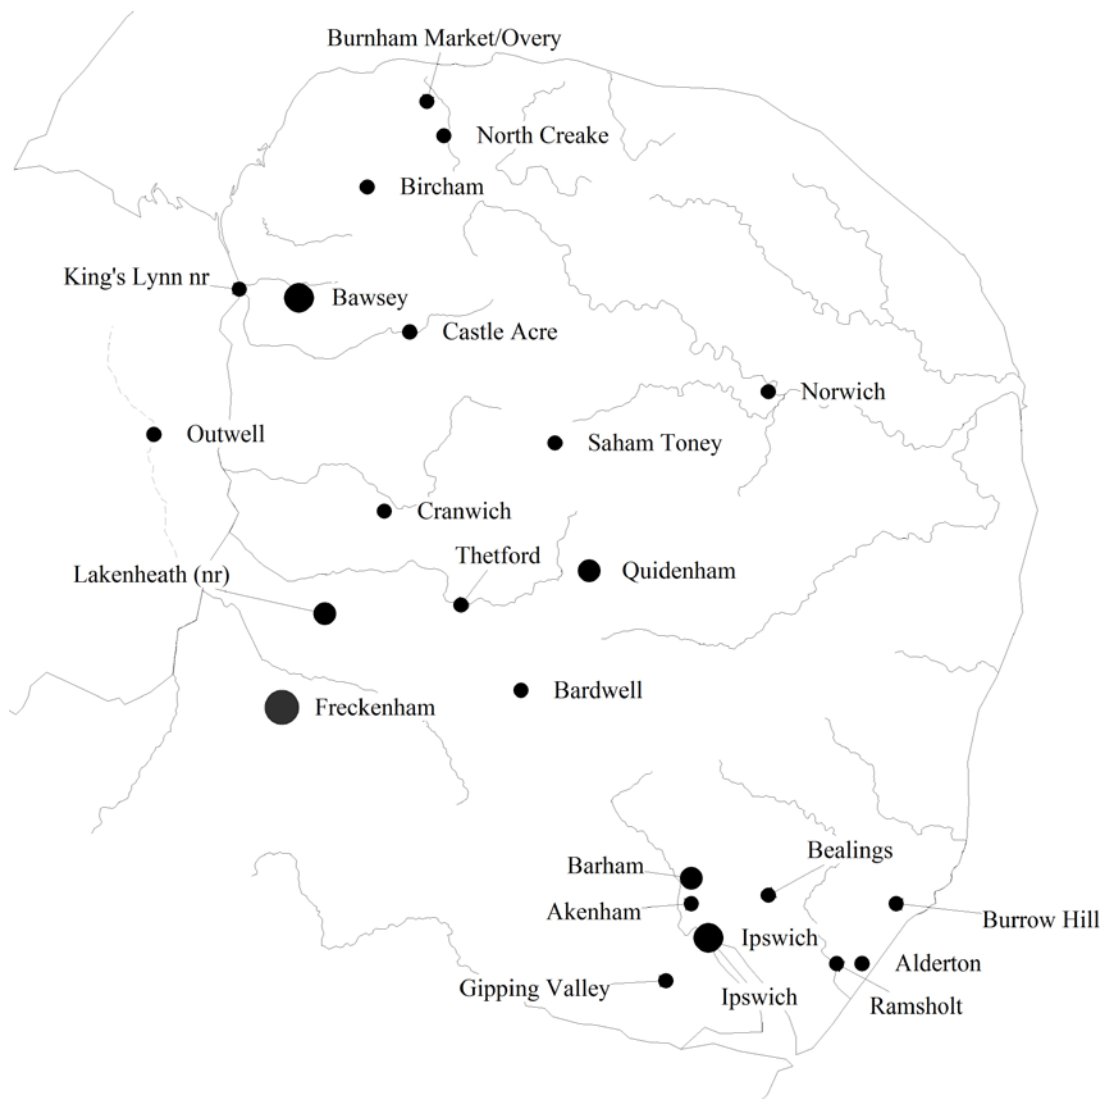 Burnham Market/Overy
North Creake
Bircham
King's Lynn nr
Bawsey
Castle Acre
Norwich
Outwell
Saham Toney
Cranwich
Thetford
Lakenheath (nr)
Quidenham
Bardwell
Freckenham
Bealings
Barham
Akenham
Burrow Hill
Ipswich
Alderton
Gipping Valley
Ipswich
Ramsholt